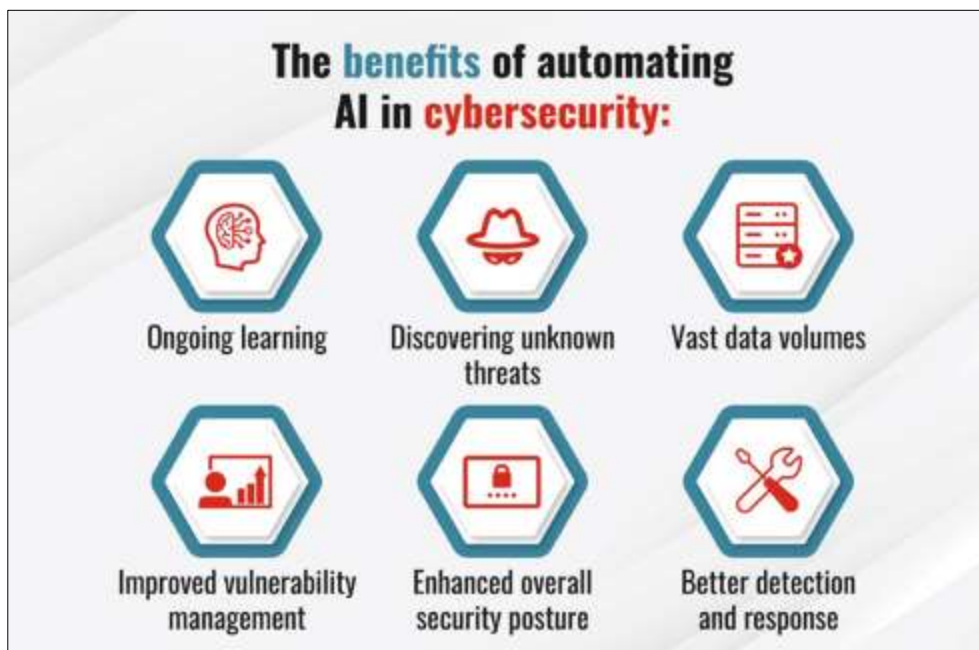 The benefits of automating
AI in cybersecurity:
Ongoing learning
Discovering unknown
threats
Vast data volumes
Improved vulnerability
management
Enhanced overall
security posture
Better detection
and response